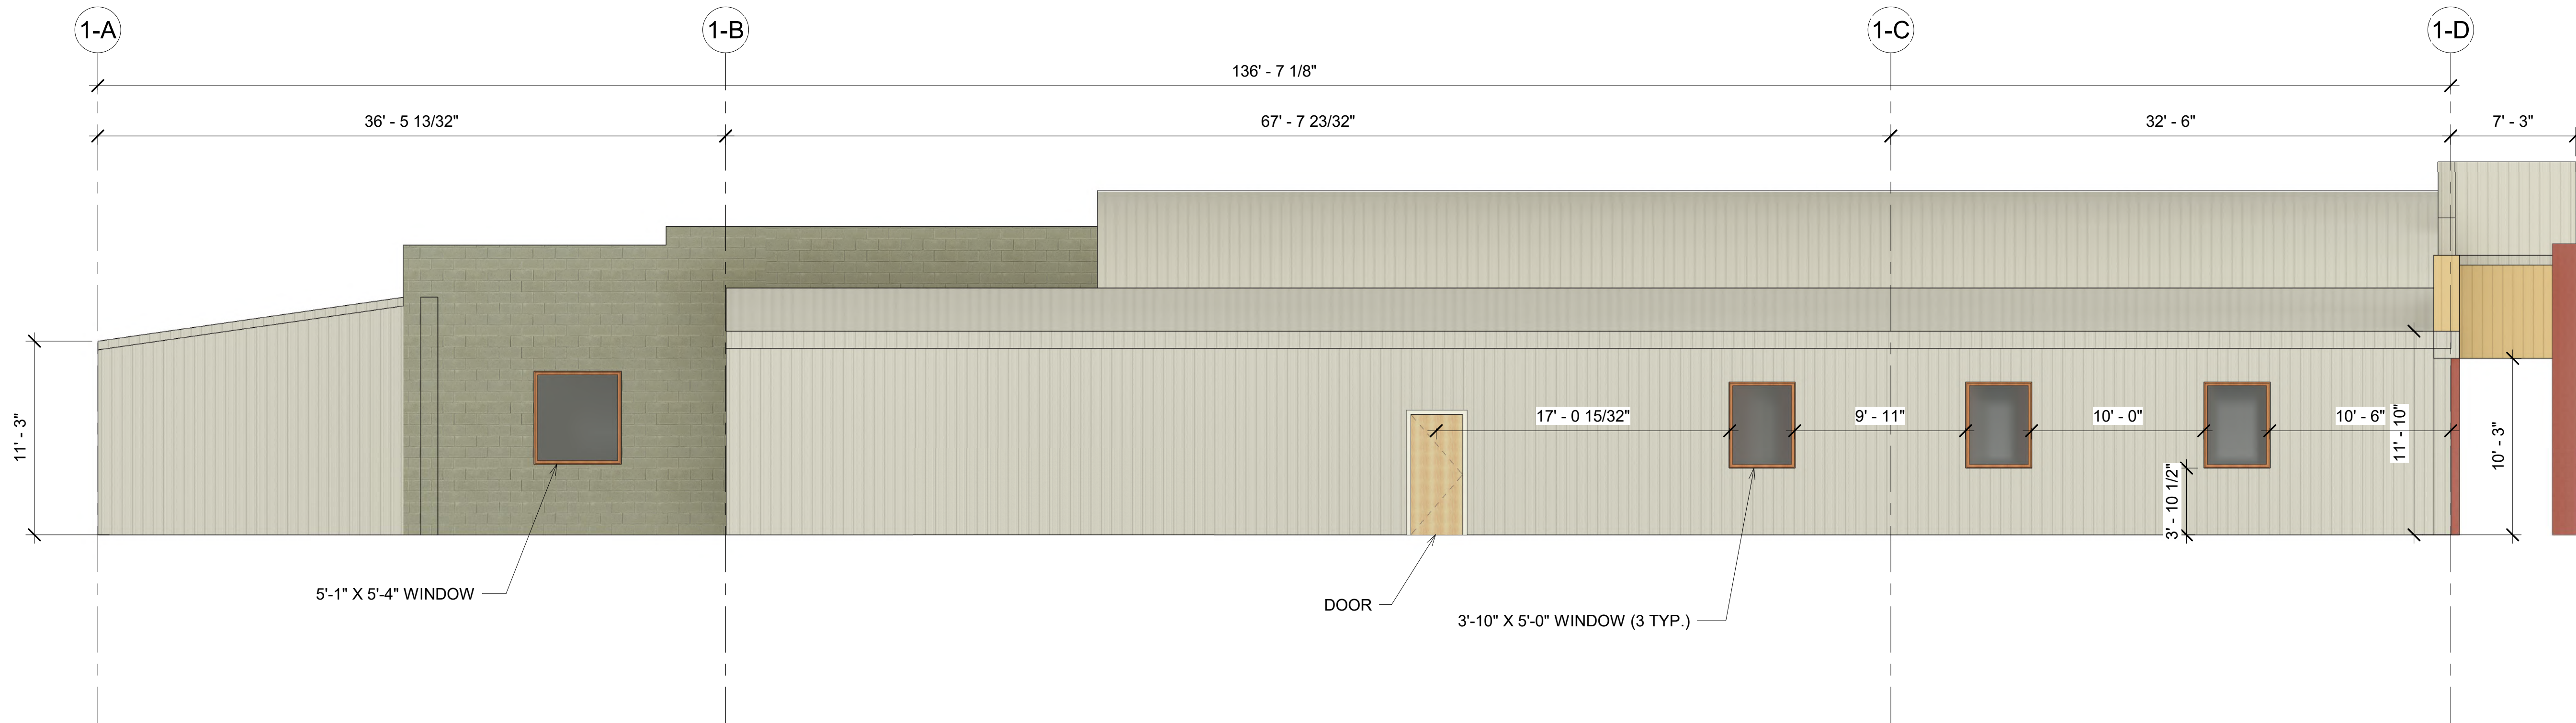 1-A
1-B
1-C
1-D
136' - 7 1/8"
36' - 5 13/32"
67' - 7 23/32"
32' - 6"
7' - 3"
11' - 3"
17' - 0 15/32"
9' - 11"
10' - 0"
10' - 6"
11' - 10"
10' - 3"
3' - 10 1/2"
5'-1" X 5'-4" WINDOW
DOOR
3'-10" X 5'-0" WINDOW (3 TYP.)